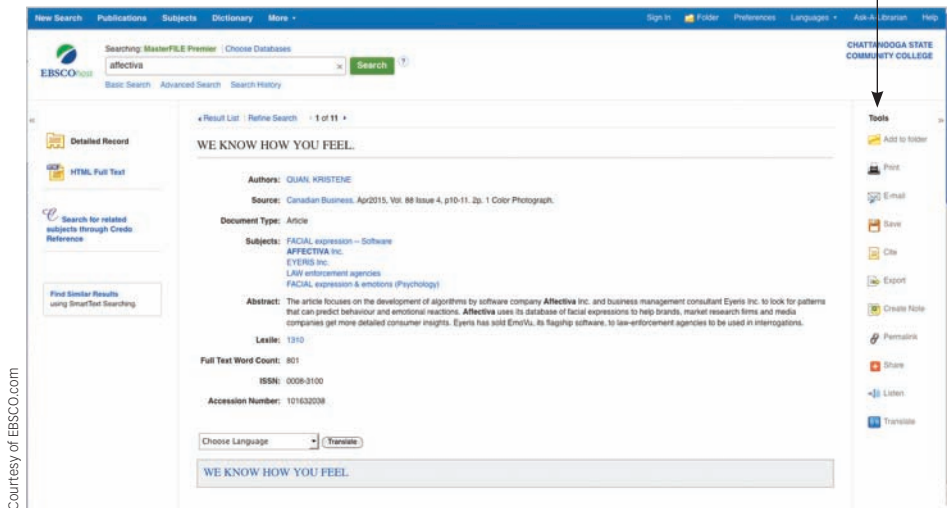 New Search Publications Subjects Dictionary More
Sign In Folder Preferences Languages Ask-A-Librarian Help
EBSCOhost
Searching: MasterFILE Premier Choose Databases
affectiva × Search ?
Basic Search Advanced Search Search History
CHATTANOOGA STATE
COMMUNITY COLLEGE
«
Detailed Record
HTML Full Text
Search for related
subjects through Credo
Reference
Find Similar Results
using SmartText Searching.
Result List Refine Search 1 of 11
WE KNOW HOW YOU FEEL.
Authors: QUAN, KRISTENE
Source: Canadian Business. Apr2015, Vol. 88 Issue 4, p10-11. 2p. 1 Color Photograph.
Document Type: Article
Subjects: FACIAL expression -- Software
AFFECTIVA Inc.
EYERIS Inc.
LAW enforcement agencies
FACIAL expression & emotions (Psychology)
Abstract: The article focuses on the development of algorithms by software company Affectiva Inc. and business management consultant Eyeris Inc. to look for patterns
that can predict behaviour and emotional reactions. Affectiva uses its database of facial expressions to help brands, market research firms and media
companies get more detailed consumer insights. Eyeris has sold EmoVu, its flagship software, to law-enforcement agencies to be used in interrogations.
Lexile: 1310
Full Text Word Count: 801
ISSN: 0008-3100
Accession Number: 101632038
Choose Language Translate
WE KNOW HOW YOU FEEL
Tools »
Add to folder
Print
E-mail
Save
Cite
Export
Create Note
Permalink
Share
Listen
Translate
Courtesy of EBSCO.com